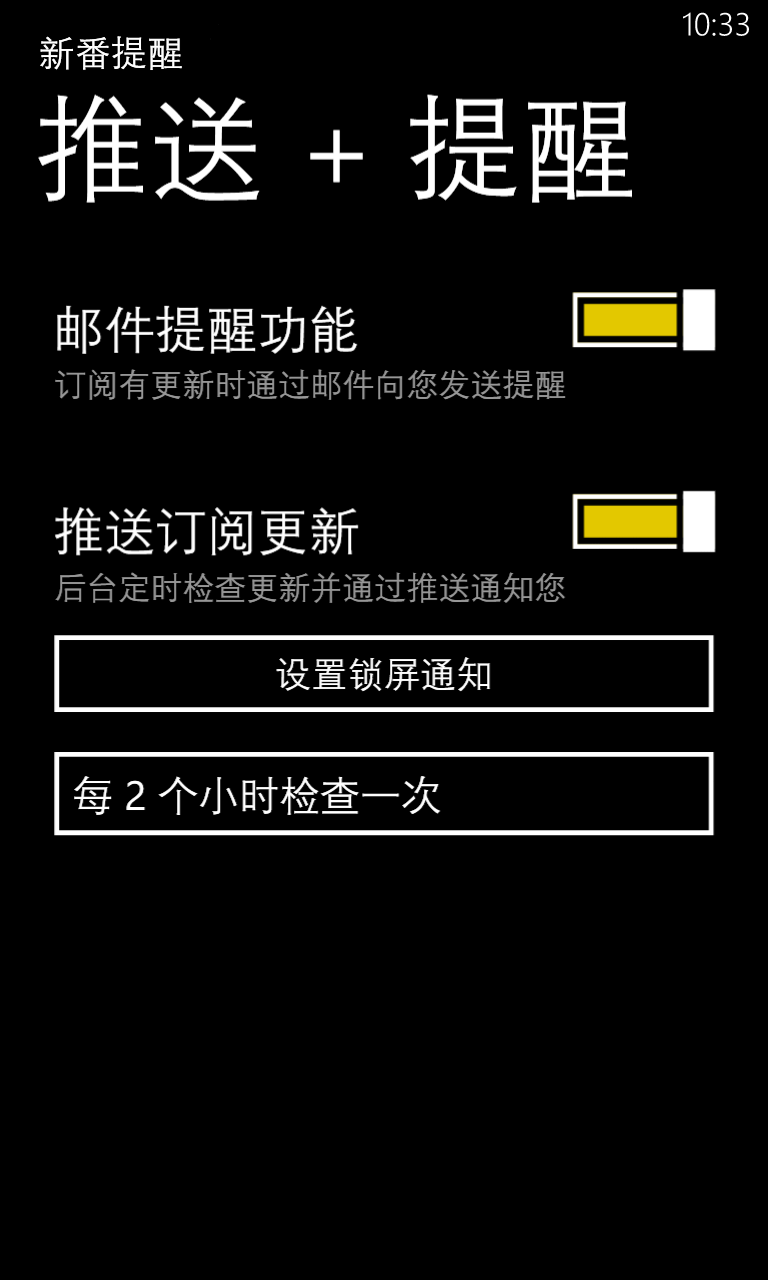 10:33
新番提醒
推送 + 提醒
邮件提醒功能
订阅有更新时通过邮件向您发送提醒
推送订阅更新
后台定时检查更新并通过推送通知您
设置锁屏通知
每 2 个小时检查一次